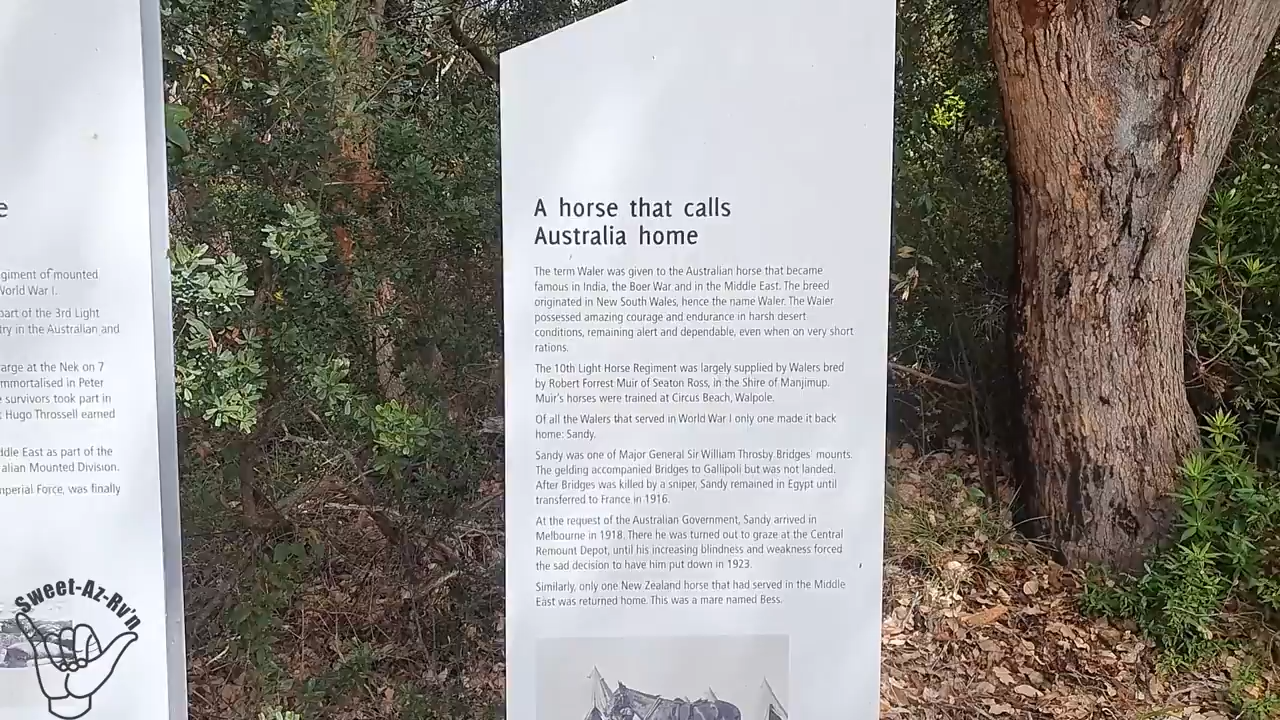 e
giment of mounted
World War I.
part of the 3rd Light
try in the Australian and
arge at the Nek on 7
mmortalised in Peter
e survivors took part in
t Hugo Throssell earned
ddle East as part of the
alian Mounted Division.
mperial Force, was finally
Sweet-Az-Rv'n
A horse that calls
Australia home
The term Waler was given to the Australian horse that became
famous in India, the Boer War and in the Middle East. The breed
originated in New South Wales, hence the name Waler. The Waler
possessed amazing courage and endurance in harsh desert
conditions, remaining alert and dependable, even when on very short
rations.
The 10th Light Horse Regiment was largely supplied by Walers bred
by Robert Forrest Muir of Seaton Ross, in the Shire of Manjimup.
Muir's horses were trained at Circus Beach, Walpole.
Of all the Walers that served in World War I only one made it back
home: Sandy.
Sandy was one of Major General Sir William Throsby Bridges' mounts.
The gelding accompanied Bridges to Gallipoli but was not landed.
After Bridges was killed by a sniper, Sandy remained in Egypt until
transferred to France in 1916.
At the request of the Australian Government, Sandy arrived in
Melbourne in 1918. There he was turned out to graze at the Central
Remount Depot, until his increasing blindness and weakness forced
the sad decision to have him put down in 1923.
Similarly, only one New Zealand horse that had served in the Middle
East was returned home. This was a mare named Bess.